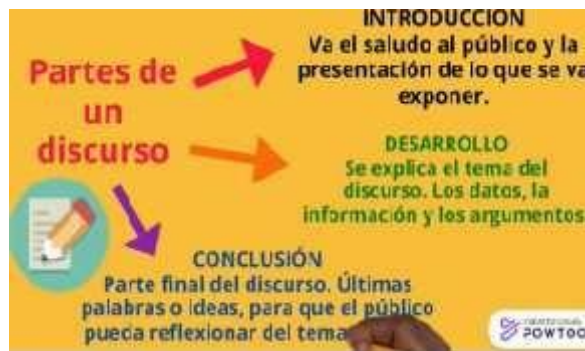 Partes de
un
discurso
INTRODUCCIÓN
Va el saludo al público y la
presentación de lo que se va
exponer.
DESARROLLO
Se explica el tema del
discurso. Los datos, la
información y los argumentos
CONCLUSIÓN
Parte final del discurso. Últimas
palabras o ideas, para que el público
pueda reflexionar del tema
POWTOO